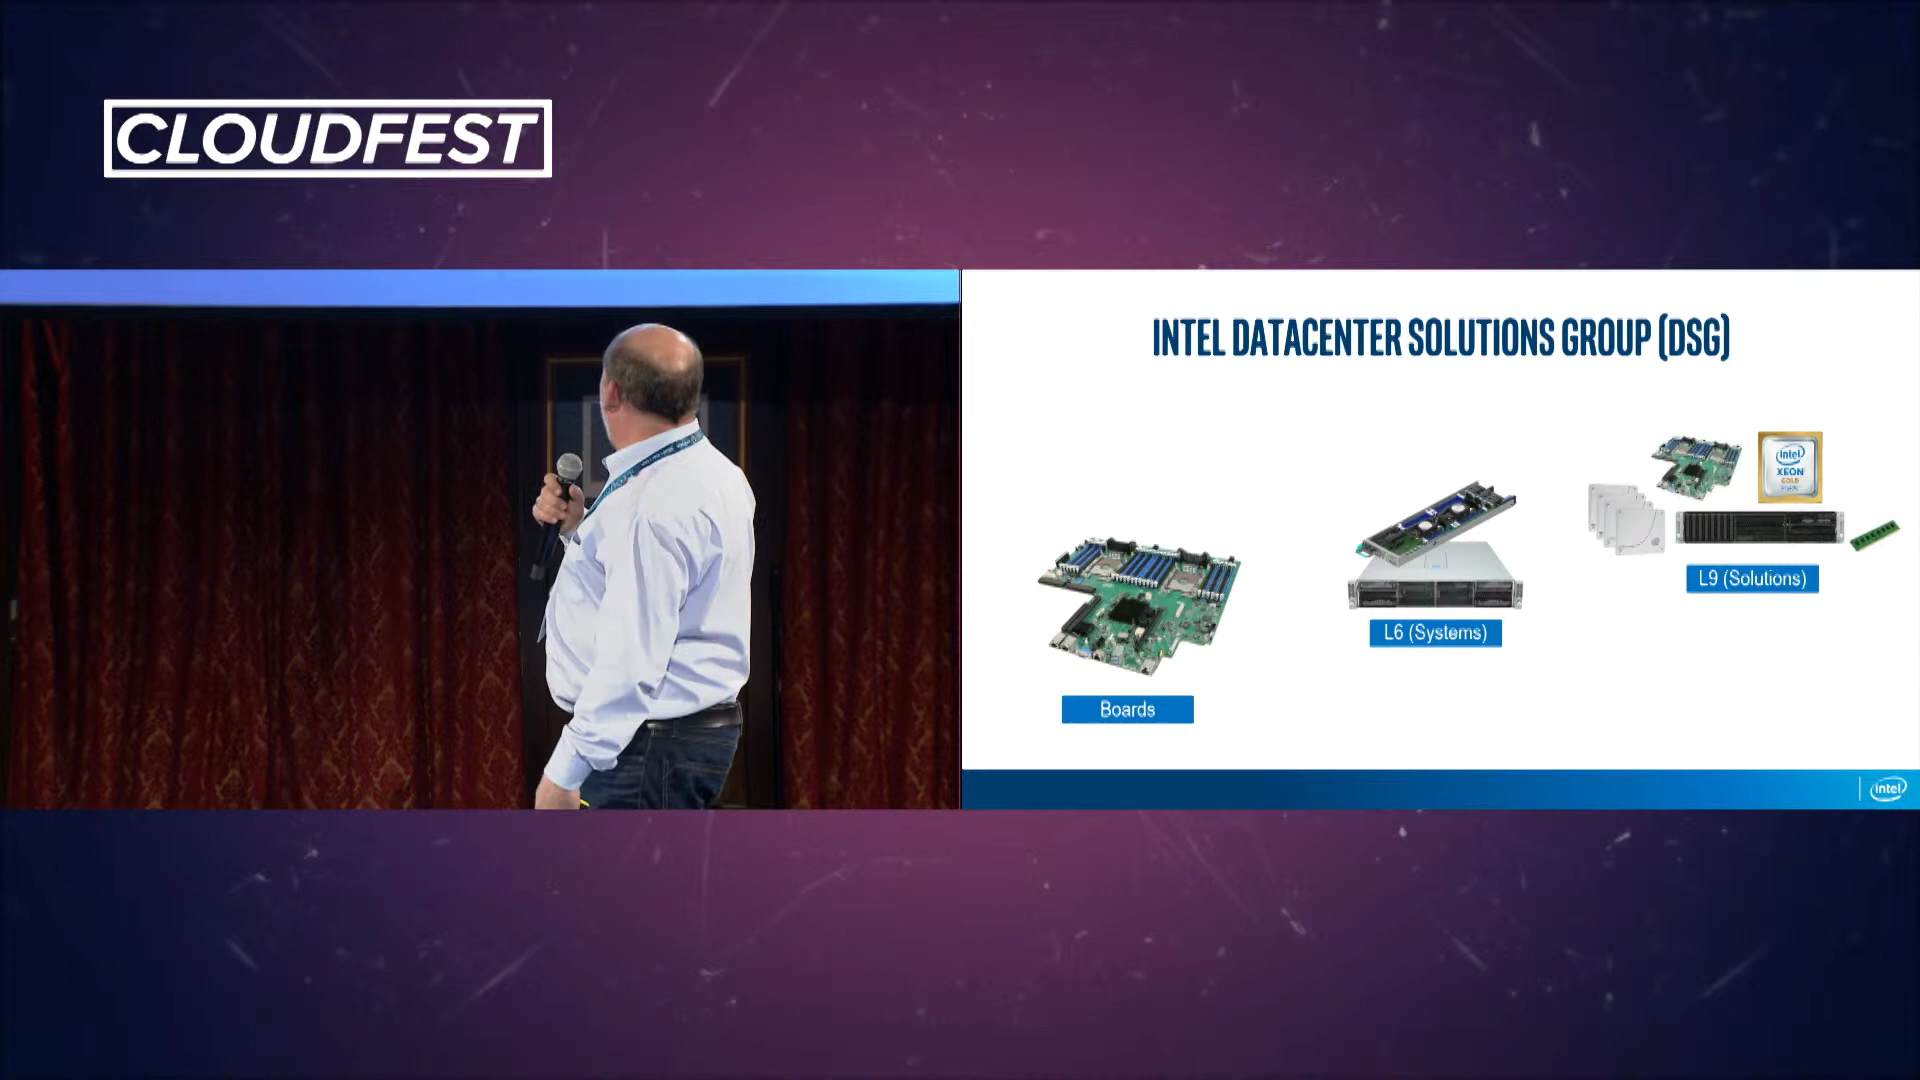 CLOUDFEST
INTEL DATACENTER SOLUTIONS GROUP (DSG)
intel
XEON
GOLD
L9 (Solutions)
L6 (Systems)
Boards
intel